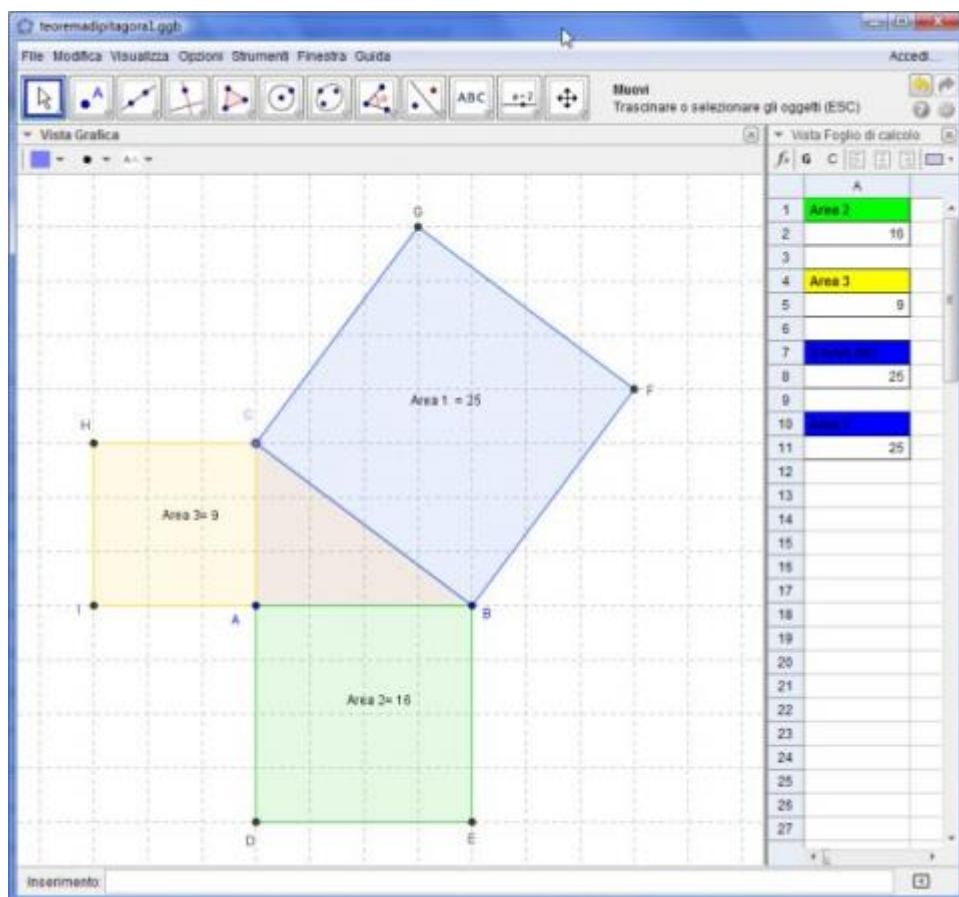 teoremadipitagora1.ggb
File Modifica Visualizza Opzioni Strumenti Finestra Guida Accedi...
A ABC a=2 Muovi
Trascinare o selezionare gli oggetti (ESC)
Vista Grafica Vista Foglio di calcolo
G C
A
1 Area 2
2 16
3
4 Area 3
5 9
6
7
8 25
9
10
11 25
12
13
14
15
16
17
18
19
20
21
22
23
24
25
26
27
G
Area 1 = 25
F
H
C
Area 3= 9
I
A
B
Area 2= 16
D
E
Inserimento: